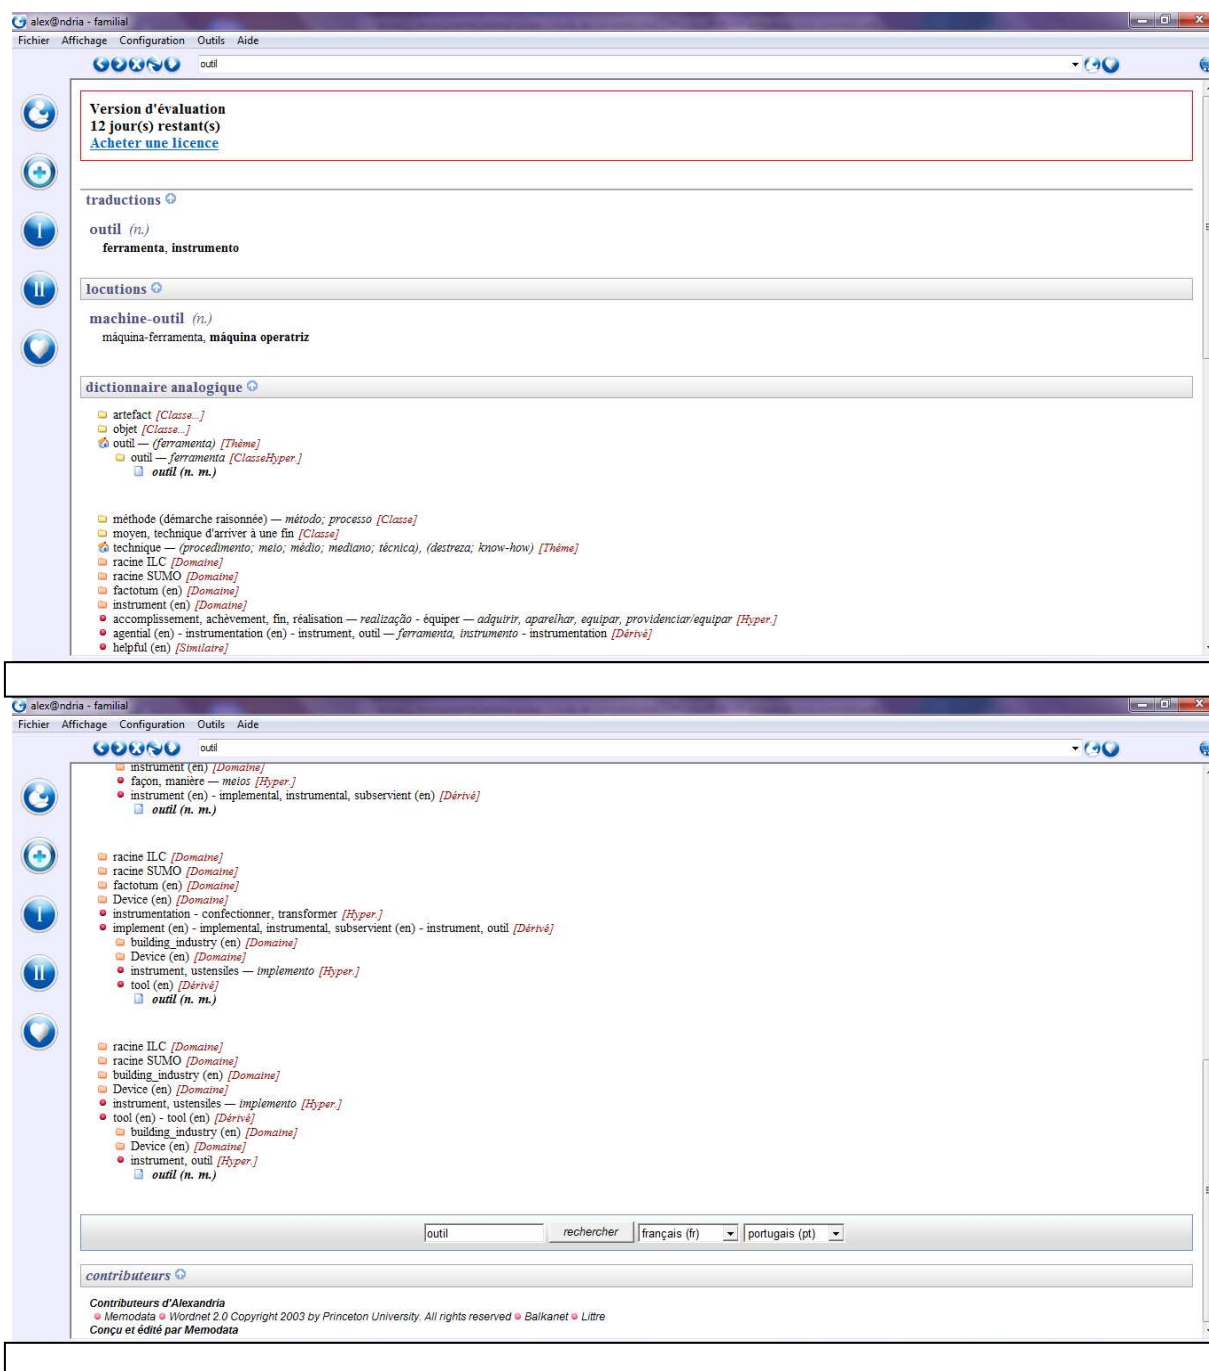 alex@ndria - familial
Fichier Affichage Configuration Outils Aide
outil
Version d'évaluation
12 jour(s) restant(s)
Acheter une licence
traductions
outil (n.)
ferramenta, instrumento
locutions
machine-outil (n.)
máquina-ferramenta, máquina operatriz
dictionnaire analogique
artefact [Classe...]
objet [Classe...]
outil — (ferramenta) [Thème]
outil — ferramenta [ClasseHyper.]
outil (n. m.)
méthode (démarche raisonnée) — método; processo [Classe]
moyen, technique d'arriver à une fin [Classe]
technique — (procedimento; meio; médio; mediano; técnica), (destreza; know-how) [Thème]
racine ILC [Domaine]
racine SUMO [Domaine]
factotum (en) [Domaine]
instrument (en) [Domaine]
accomplissement, achèvement, fin, réalisation — realização - équiper — adquirir, aparelhar, equipar, providenciar/equipar [Hyper.]
agential (en) - instrumentation (en) - instrument, outil — ferramenta, instrumento - instrumentation [Dérivé]
helpful (en) [Similaire]
alex@ndria - familial
Fichier Affichage Configuration Outils Aide
outil
instrument (en) [Domaine]
façon, manière — meios [Hyper.]
instrument (en) - implemental, instrumental, subservient (en) [Dérivé]
outil (n. m.)
racine ILC [Domaine]
racine SUMO [Domaine]
factotum (en) [Domaine]
Device (en) [Domaine]
instrumentation - confectionner, transformer [Hyper.]
implement (en) - implemental, instrumental, subservient (en) - instrument, outil [Dérivé]
building_industry (en) [Domaine]
Device (en) [Domaine]
instrument, ustensiles — implemento [Hyper.]
tool (en) [Dérivé]
outil (n. m.)
racine ILC [Domaine]
racine SUMO [Domaine]
building_industry (en) [Domaine]
Device (en) [Domaine]
instrument, ustensiles — implemento [Hyper.]
tool (en) - tool (en) [Dérivé]
building_industry (en) [Domaine]
Device (en) [Domaine]
instrument, outil [Hyper.]
outil (n. m.)
outil rechercher français (fr) portugais (pt)
contributeurs
Contributeurs d'Alexandria
Memodata Wordnet 2.0 Copyright 2003 by Princeton University. All rights reserved Balkanet Littre
Conçu et édité par Memodata